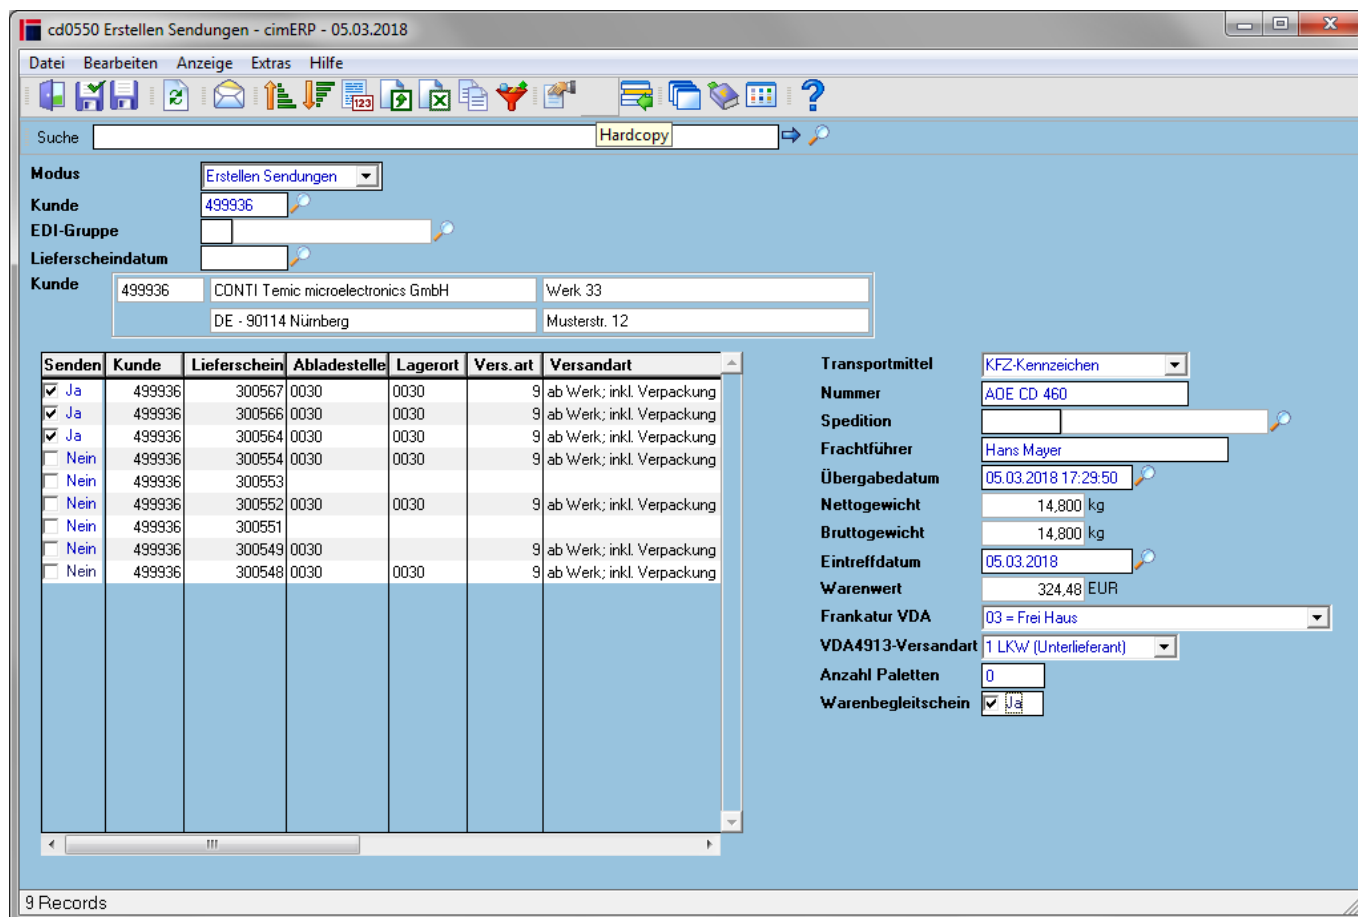 cd0550 Erstellen Sendungen - cimERP - 05.03.2018
Datei Bearbeiten Anzeige Extras Hilfe
123
Suche
Hardcopy
Modus Erstellen Sendungen
Kunde 499936
EDI-Gruppe
Lieferscheindatum
Kunde 499936 CONTI Temic microelectronics GmbH Werk 33
DE - 90114 Nürnberg Musterstr. 12
Senden Kunde Lieferschein Abladestelle Lagerort Vers.art Versandart
Ja 499936 300567 0030 0030 9 ab Werk; inkl. Verpackung
Ja 499936 300566 0030 0030 9 ab Werk; inkl. Verpackung
Ja 499936 300564 0030 0030 9 ab Werk; inkl. Verpackung
Nein 499936 300554 0030 0030 9 ab Werk; inkl. Verpackung
Nein 499936 300553
Nein 499936 300552 0030 0030 9 ab Werk; inkl. Verpackung
Nein 499936 300551
Nein 499936 300549 0030 9 ab Werk; inkl. Verpackung
Nein 499936 300548 0030 0030 9 ab Werk; inkl. Verpackung
Transportmittel KFZ-Kennzeichen
Nummer AOE CD 460
Spedition
Frachtführer Hans Mayer
Übergabedatum 05.03.2018 17:29:50
Nettogewicht 14,800 kg
Bruttogewicht 14,800 kg
Eintreffdatum 05.03.2018
Warenwert 324,48 EUR
Frankatur VDA 03 = Frei Haus
VDA4913-Versandart 1 LKW (Unterlieferant)
Anzahl Paletten 0
Warenbegleitschein Ja
9 Records